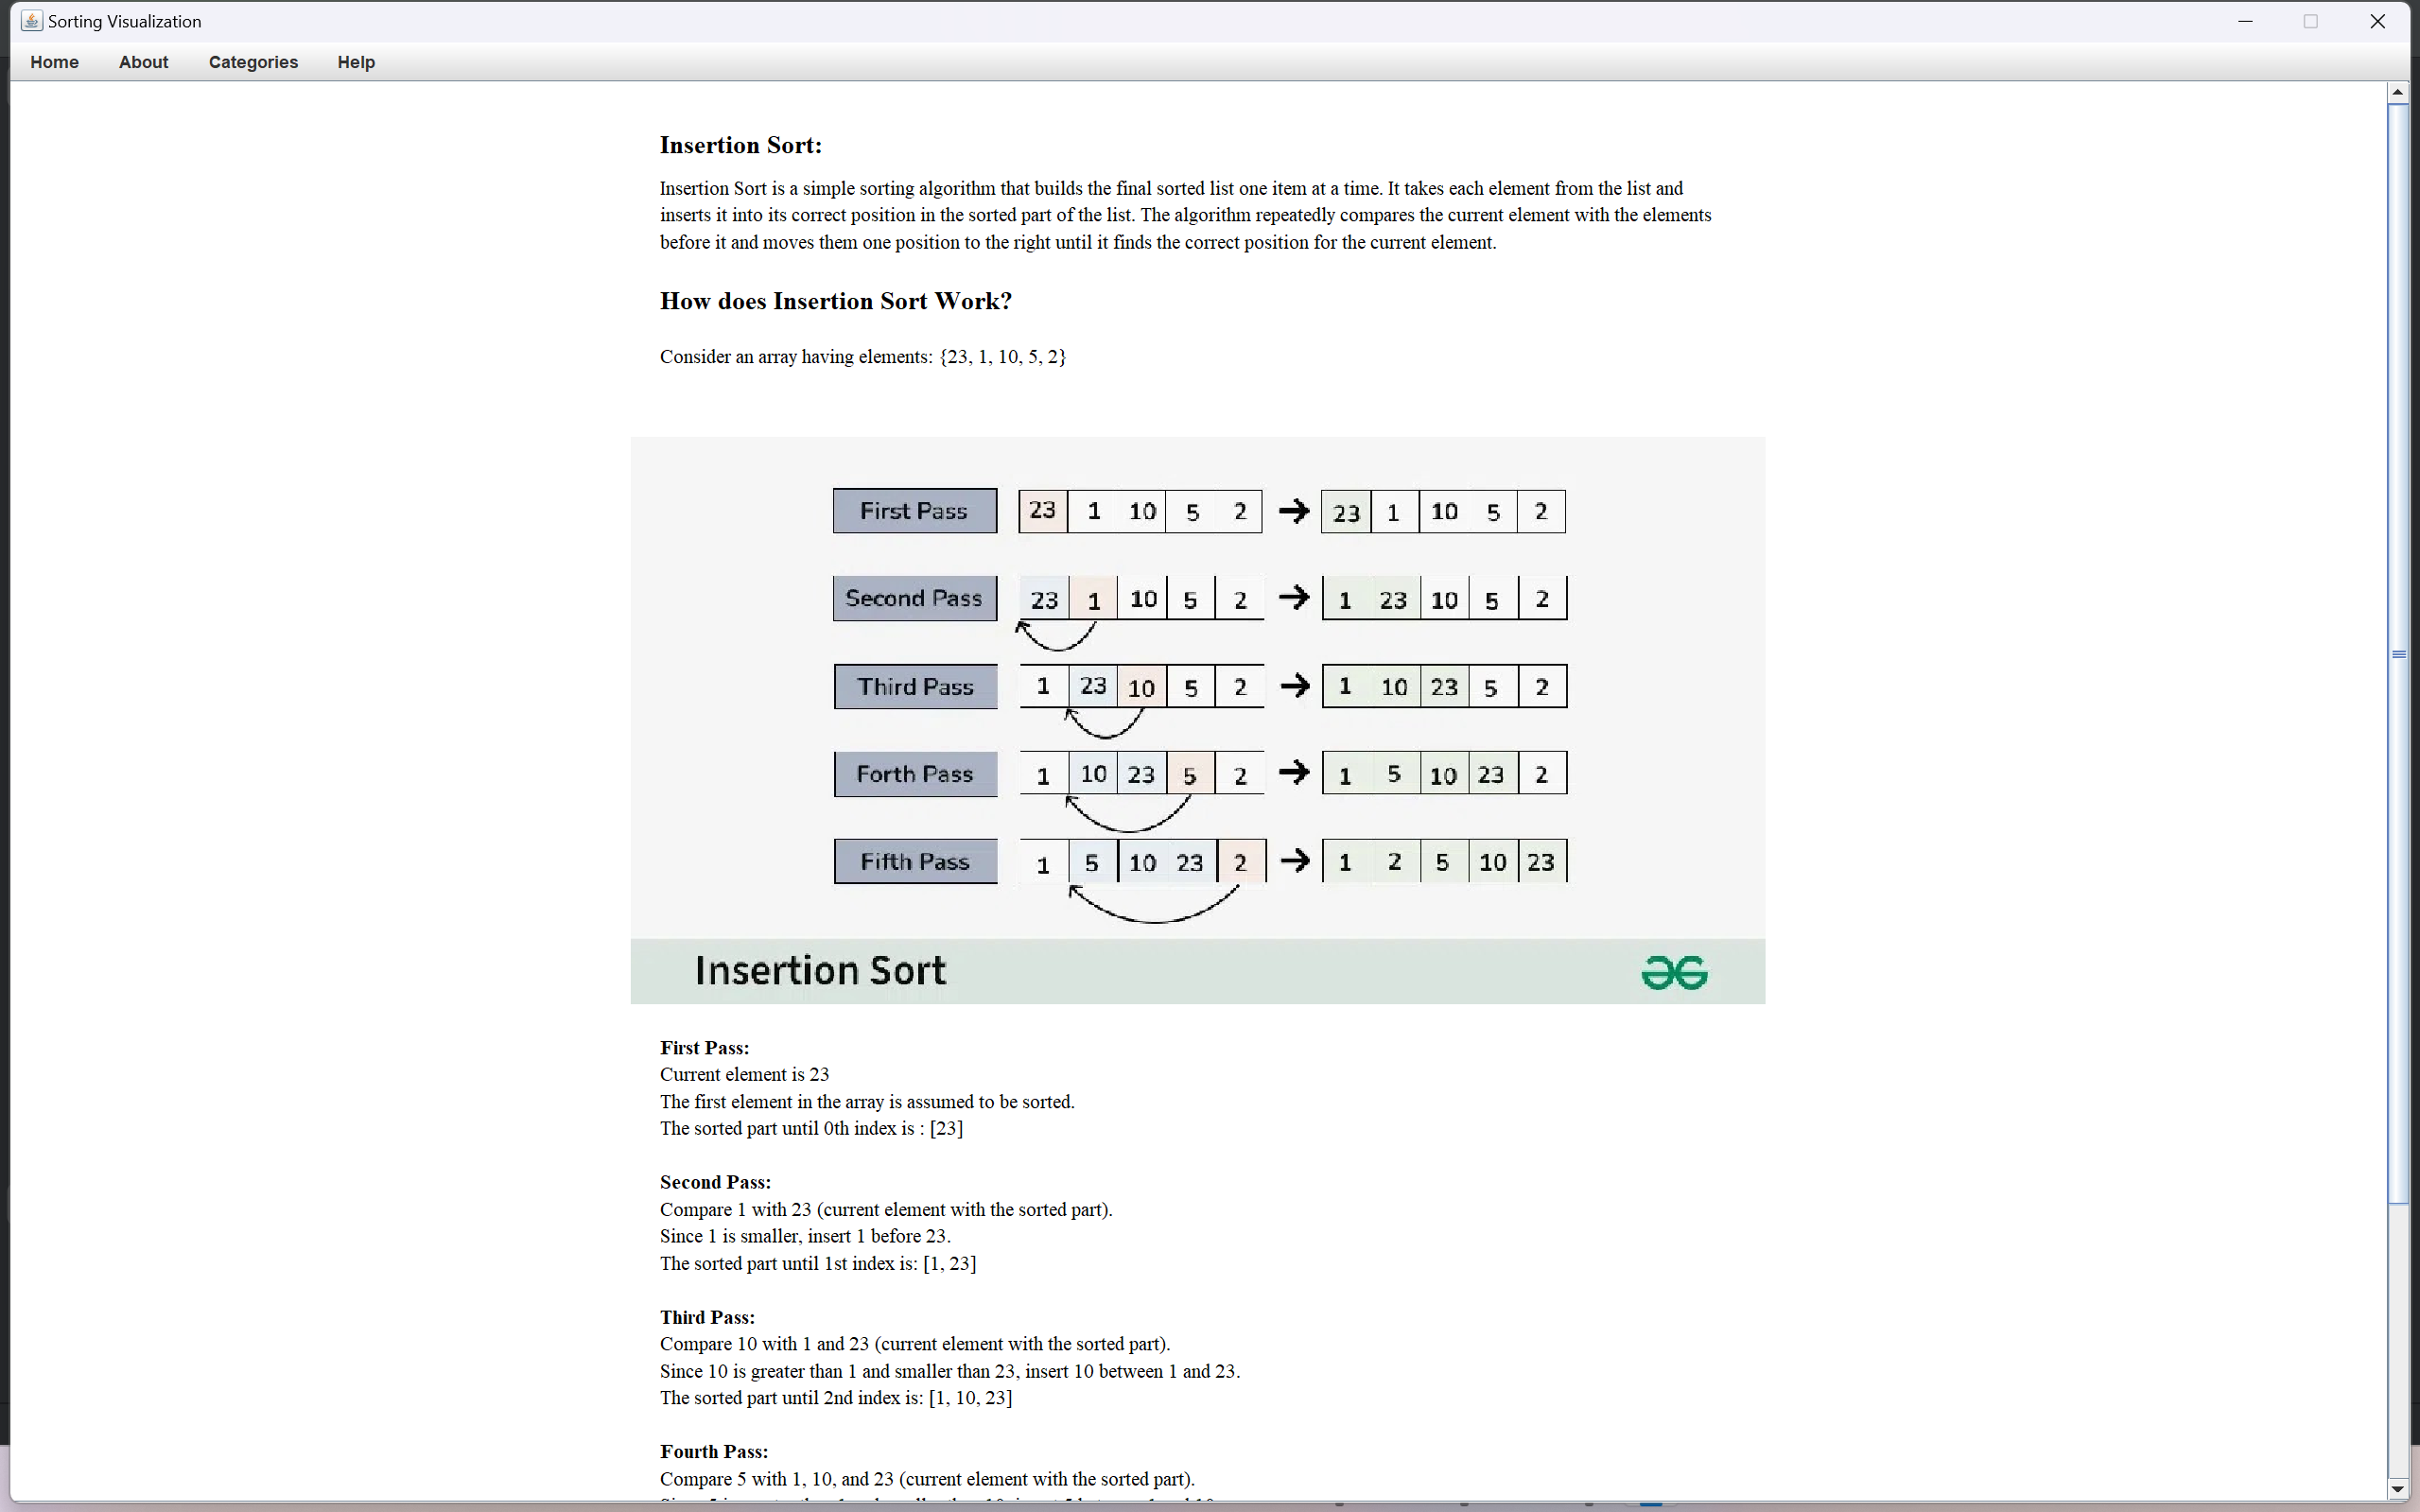 Sorting Visualization
Home About Categories Help
Insertion Sort:
Insertion Sort is a simple sorting algorithm that builds the final sorted list one item at a time. It takes each element from the list and
inserts it into its correct position in the sorted part of the list. The algorithm repeatedly compares the current element with the elements
before it and moves them one position to the right until it finds the correct position for the current element.
How does Insertion Sort Work?
Consider an array having elements: {23, 1, 10, 5, 2}
First Pass 23 1 10 5 2 → 23 1 10 5 2
Second Pass 23 1 10 5 2 → 1 23 10 5 2
Third Pass 1 23 10 5 2 → 1 10 23 5 2
Forth Pass 1 10 23 5 2 → 1 5 10 23 2
Fifth Pass 1 5 10 23 2 → 1 2 5 10 23
Insertion Sort
First Pass:
Current element is 23
The first element in the array is assumed to be sorted.
The sorted part until 0th index is : [23]
Second Pass:
Compare 1 with 23 (current element with the sorted part).
Since 1 is smaller, insert 1 before 23.
The sorted part until 1st index is: [1, 23]
Third Pass:
Compare 10 with 1 and 23 (current element with the sorted part).
Since 10 is greater than 1 and smaller than 23, insert 10 between 1 and 23.
The sorted part until 2nd index is: [1, 10, 23]
Fourth Pass:
Compare 5 with 1, 10, and 23 (current element with the sorted part).